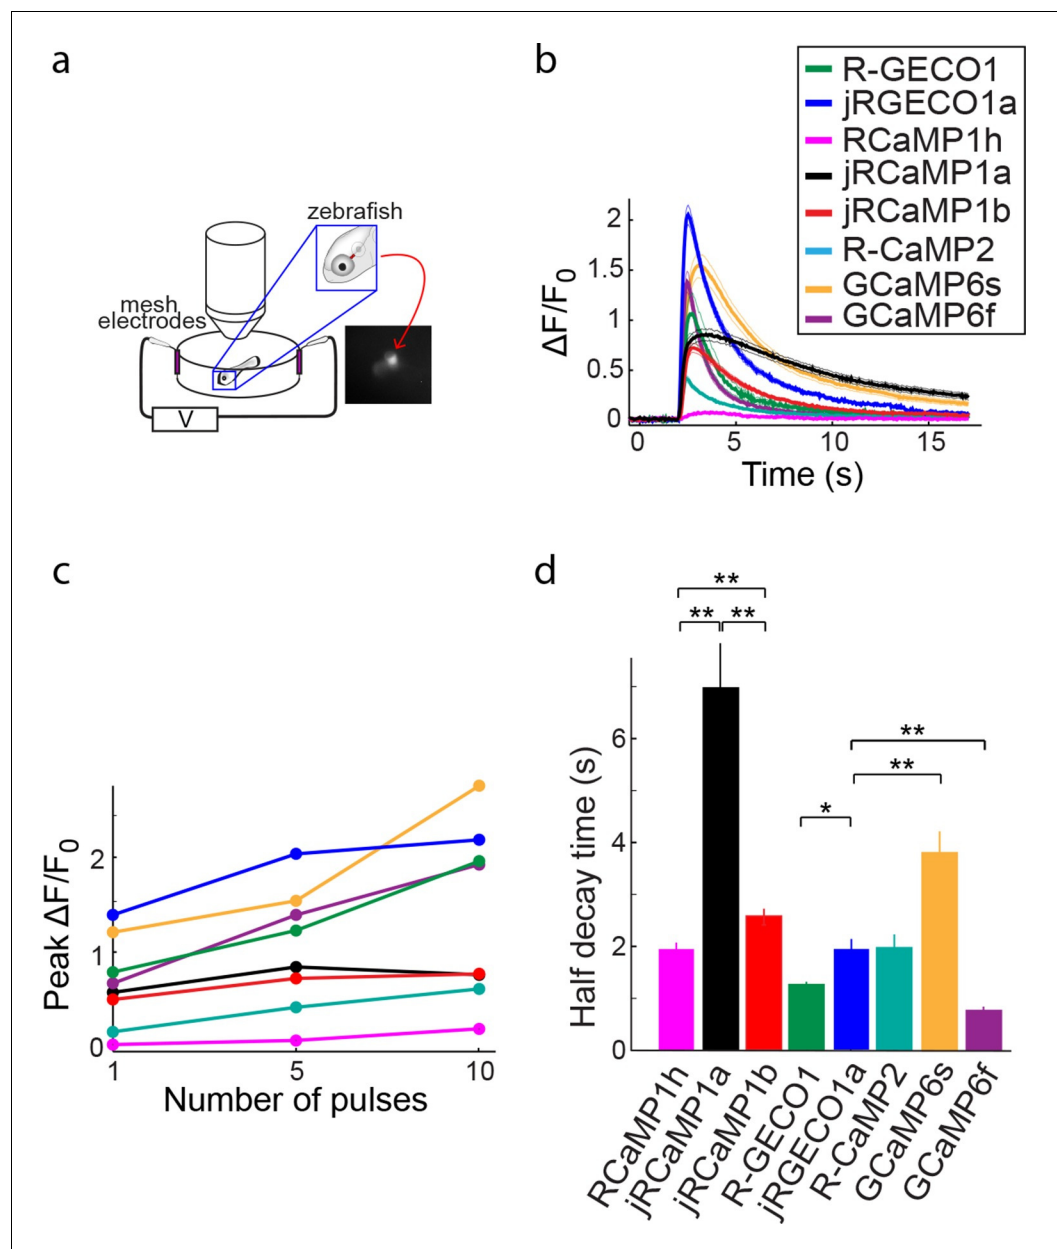 a
zebrafish
mesh
electrodes
V
b
R-GECO1
jRGECO1a
RCaMP1h
jRCaMP1a
jRCaMP1b
R-CaMP2
GCaMP6s
GCaMP6f
ΔF/F0
2
1.5
1
0.5
0
0 5 10 15
Time (s)
c
Peak ΔF/F0
2
1
0
1 5 10
Number of pulses
d
**
** **
**
**
*
Half decay time (s)
6
4
2
0
RCaMP1h
jRCaMP1a
jRCaMP1b
R-GECO1
jRGECO1a
R-CaMP2
GCaMP6s
GCaMP6f